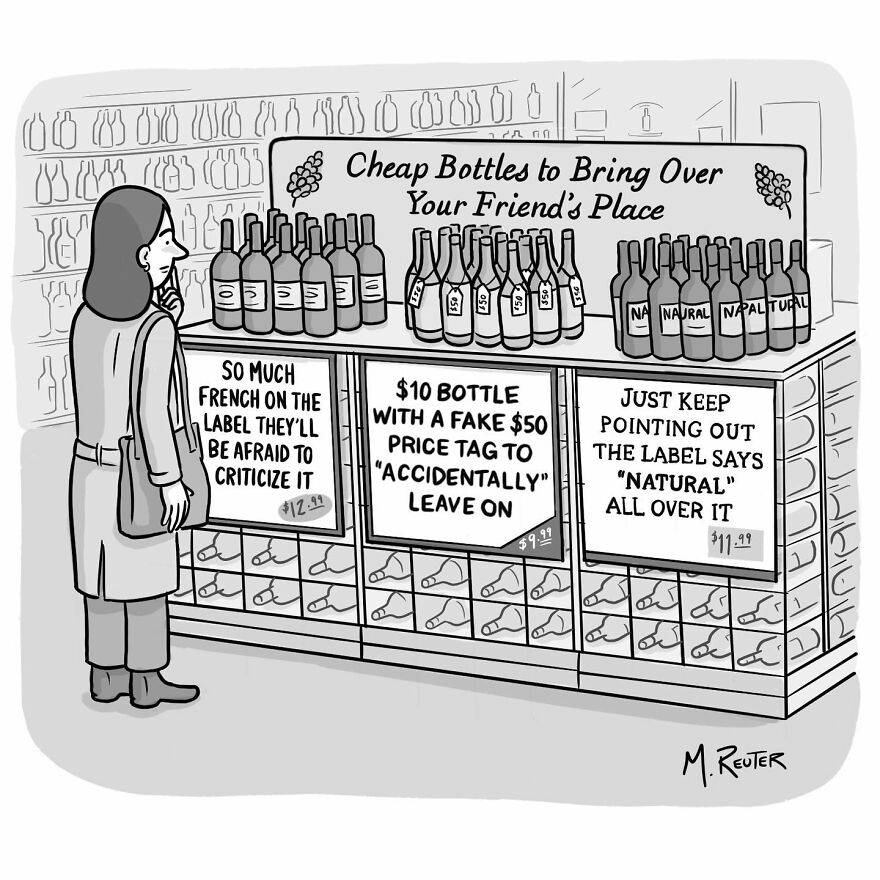 Cheap Bottles to Bring Over
Your Friend's Place
$50
$50
$50
$50
$50
$50
NA
NAURAL
NA
PAL
TURAL
SO MUCH
FRENCH ON THE
LABEL THEY'LL
BE AFRAID TO
CRITICIZE IT
$12.99
$10 BOTTLE
WITH A FAKE $50
PRICE TAG TO
"ACCIDENTALLY"
LEAVE ON
$9.99
JUST KEEP
POINTING OUT
THE LABEL SAYS
"NATURAL"
ALL OVER IT
$11.99
M. REUTER